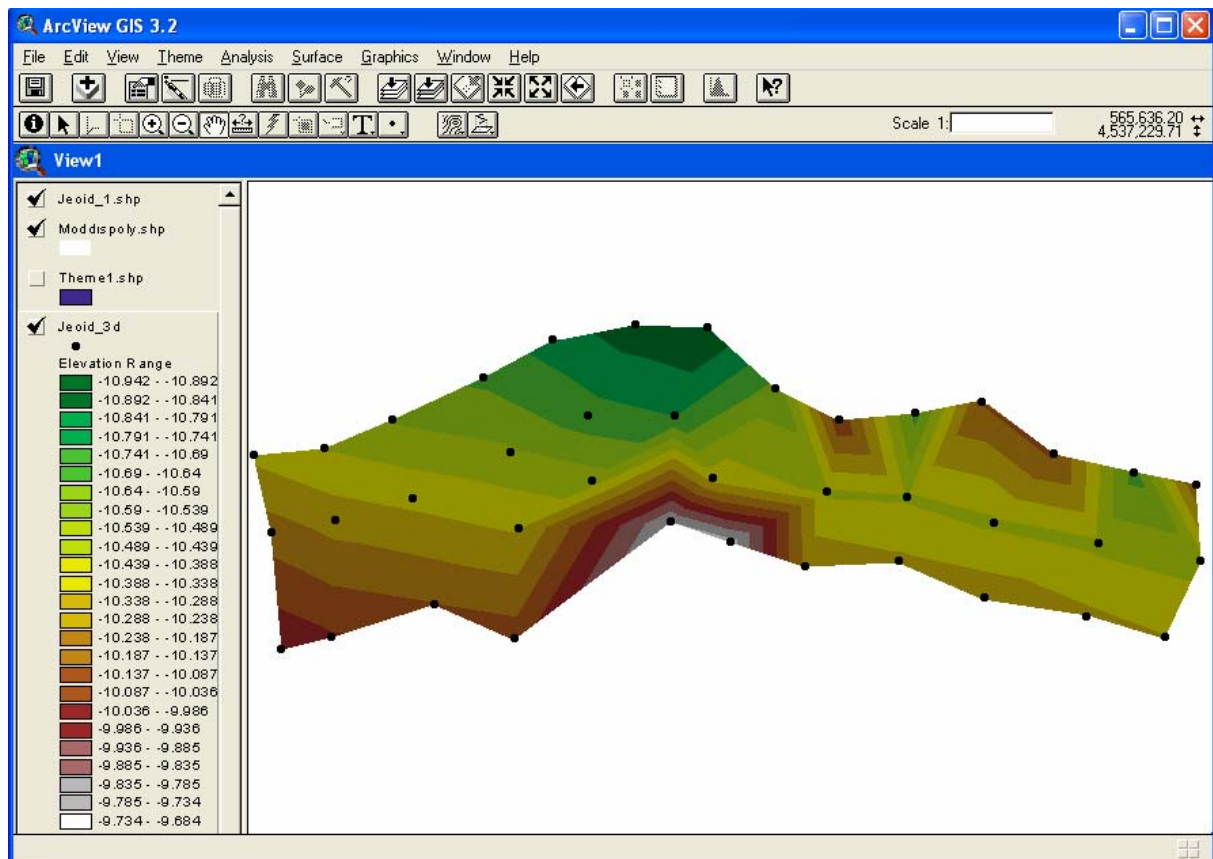 ArcView GIS 3.2
File Edit View Theme Analysis Surface Graphics Window Help
T
Scale 1:
565,636.20
4,537,229.71
View1
Jeoid_1.shp
Moddispoly.shp
Theme1.shp
Jeoid_3d
Elevation Range
-10.942 - -10.892
-10.892 - -10.841
-10.841 - -10.791
-10.791 - -10.741
-10.741 - -10.69
-10.69 - -10.64
-10.64 - -10.59
-10.59 - -10.539
-10.539 - -10.489
-10.489 - -10.439
-10.439 - -10.388
-10.388 - -10.338
-10.338 - -10.288
-10.288 - -10.238
-10.238 - -10.187
-10.187 - -10.137
-10.137 - -10.087
-10.087 - -10.036
-10.036 - -9.986
-9.986 - -9.936
-9.936 - -9.885
-9.885 - -9.835
-9.835 - -9.785
-9.785 - -9.734
-9.734 - -9.684